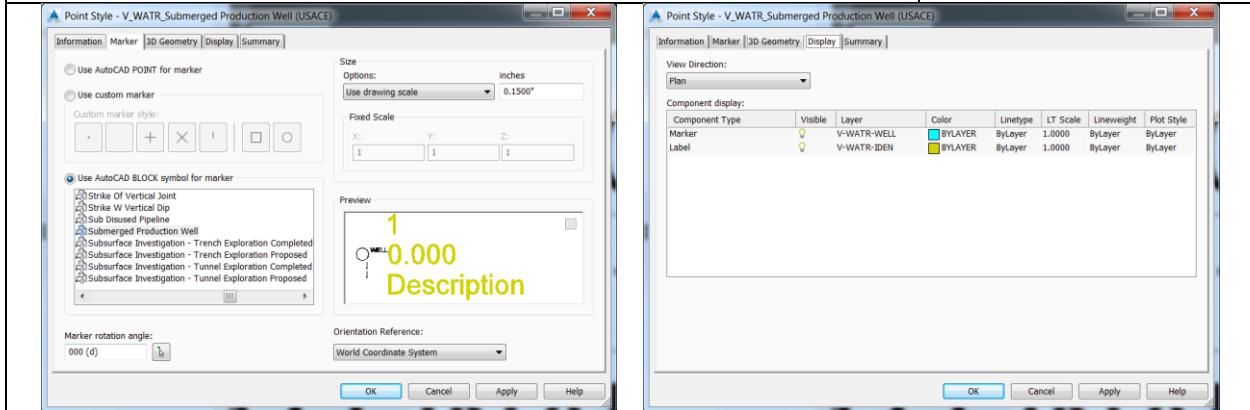 Point Style - V_WATR_Submerged Production Well (USACE)
Information Marker 3D Geometry Display Summary
Use AutoCAD POINT for marker
Use custom marker
Custom marker style:
Use AutoCAD BLOCK symbol for marker
Strike Of Vertical Joint
Strike W Vertical Dip
Sub Disused Pipeline
Submerged Production Well
Subsurface Investigation - Trench Exploration Completed
Subsurface Investigation - Trench Exploration Proposed
Subsurface Investigation - Tunnel Exploration Completed
Subsurface Investigation - Tunnel Exploration Proposed
Marker rotation angle:
000 (d)
Size
Options: inches
Use drawing scale 0.1500"
Fixed Scale
X: Y: Z:
1 1 1
Preview
1
WELL 0.000
Description
Orientation Reference:
World Coordinate System
OK Cancel Apply Help
Point Style - V_WATR_Submerged Production Well (USACE)
Information Marker 3D Geometry Display Summary
View Direction:
Plan
Component display:
Component Type Visible Layer Color Linetype LT Scale Lineweight Plot Style
Marker V-WATR-WELL BYLAYER ByLayer 1.0000 ByLayer ByLayer
Label V-WATR-IDEN BYLAYER ByLayer 1.0000 ByLayer ByLayer
OK Cancel Apply Help